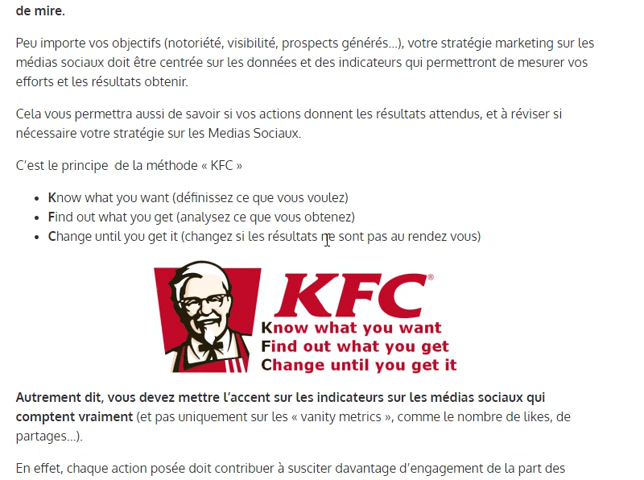 de mire.
Peu importe vos objectifs (notoriété, visibilité, prospects générés...), votre stratégie marketing sur les
médias sociaux doit être centrée sur les données et des indicateurs qui permettront de mesurer vos
efforts et les résultats obtenir.
Cela vous permettra aussi de savoir si vos actions donnent les résultats attendus, et à réviser si
nécessaire votre stratégie sur les Medias Sociaux.
C'est le principe de la méthode « KFC »
• Know what you want (définissez ce que vous voulez)
• Find out what you get (analysez ce que vous obtenez)
• Change until you get it (changez si les résultats ne sont pas au rendez vous)
KFC®
Know what you want
Find out what you get
Change until you get it
Autrement dit, vous devez mettre l'accent sur les indicateurs sur les médias sociaux qui
comptent vraiment (et pas uniquement sur les « vanity metrics », comme le nombre de likes, de
partages...).
En effet, chaque action posée doit contribuer à susciter davantage d'engagement de la part des